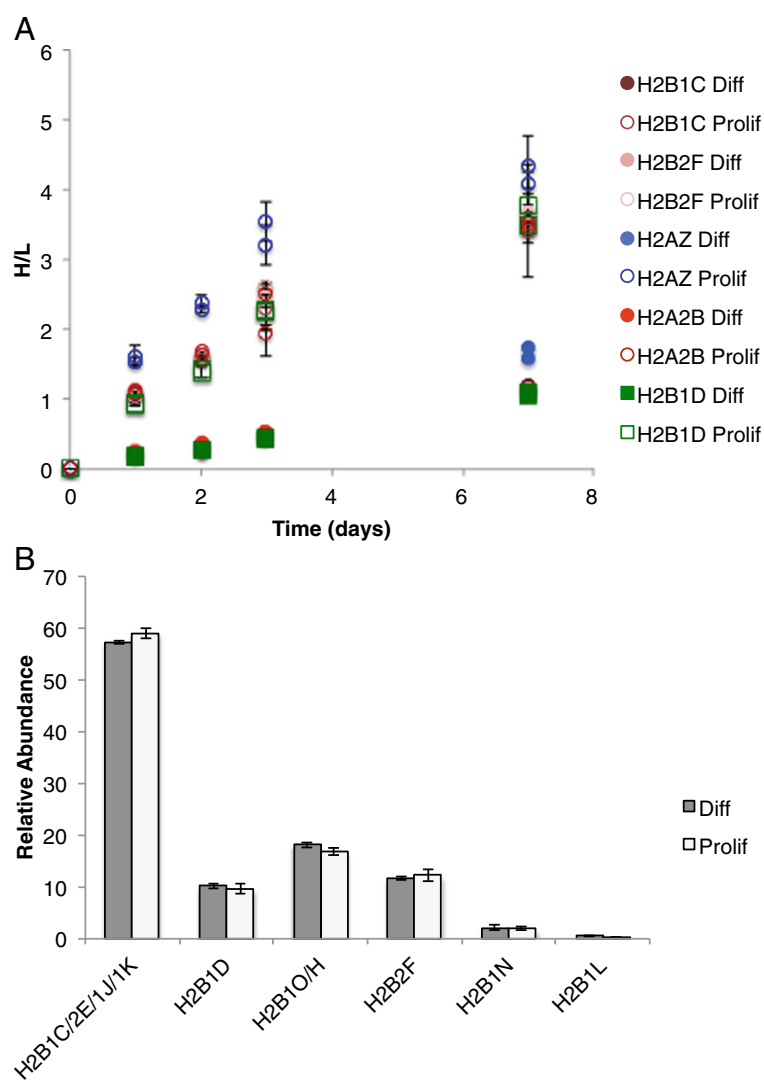 A
6
5
4
3
2
1
0
H/L
0 2 4 6 8
Time (days)
H2B1C Diff
H2B1C Prolif
H2B2F Diff
H2B2F Prolif
H2AZ Diff
H2AZ Prolif
H2A2B Diff
H2A2B Prolif
H2B1D Diff
H2B1D Prolif
B
70
60
50
40
30
20
10
0
Relative Abundance
H2B1C/2E/1J/1K
H2B1D
H2B1O/H
H2B2F
H2B1N
H2B1L
Diff
Prolif